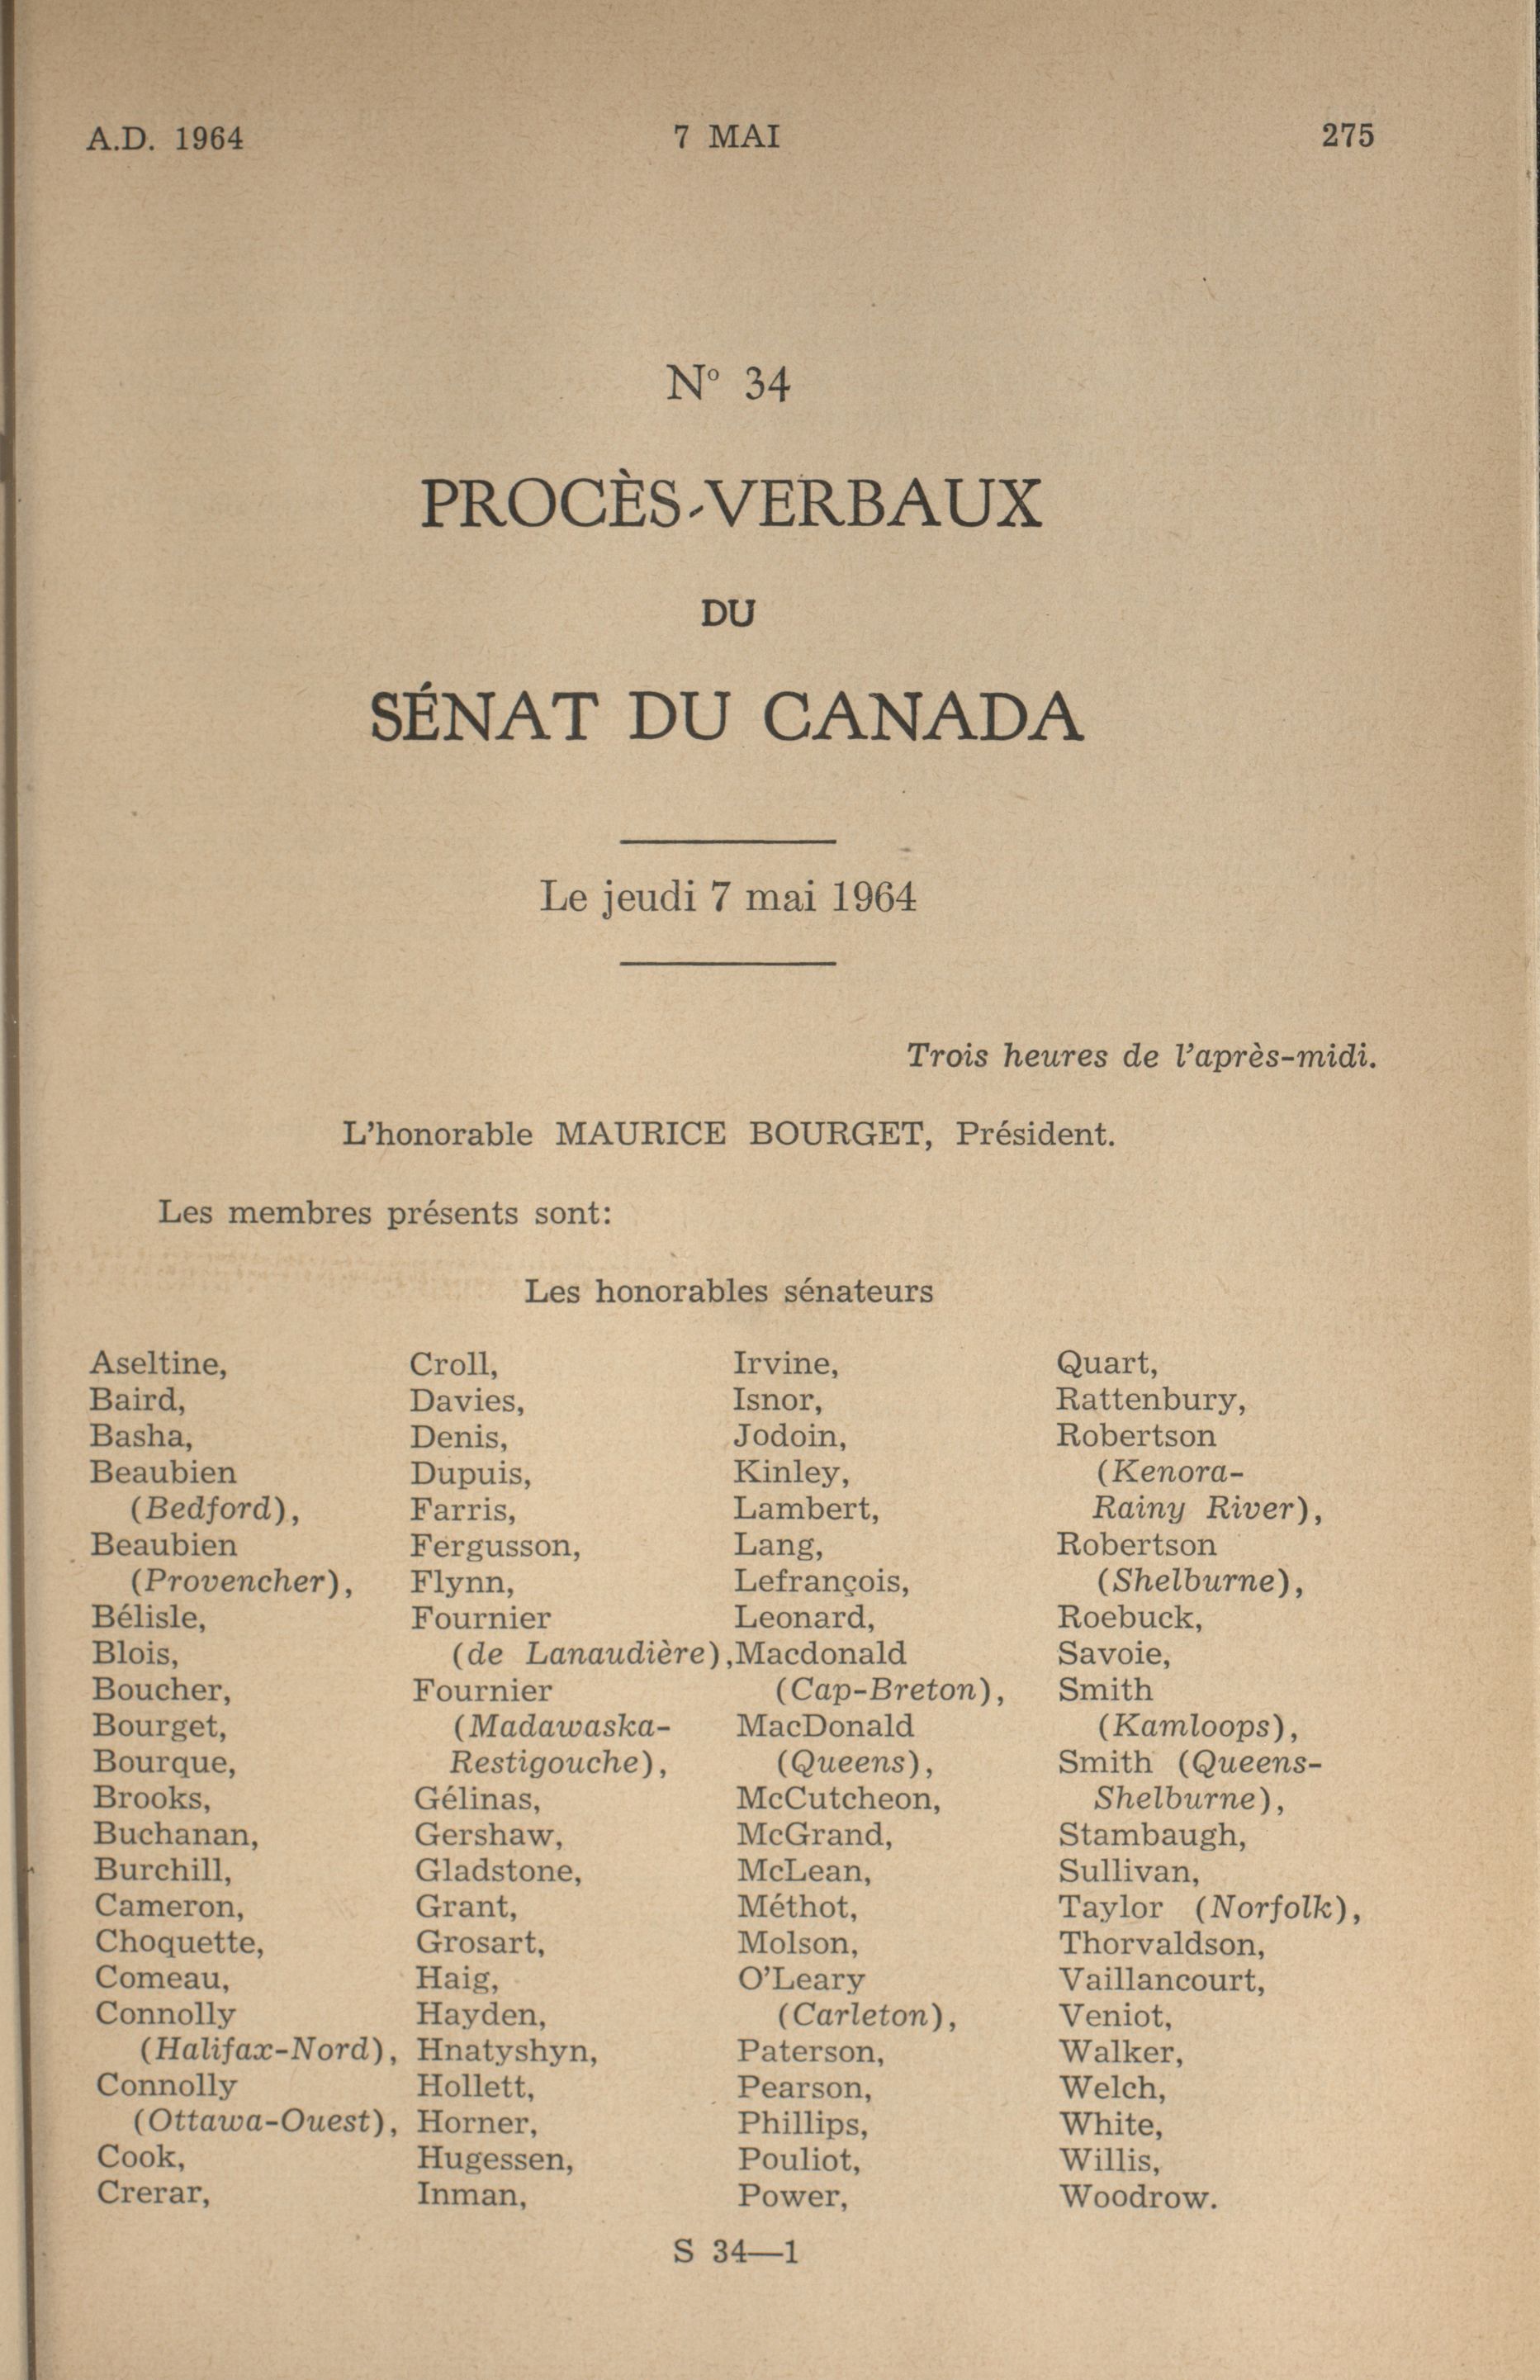 A.D. 1964 7 MAI 275
N° 34
PROCÈS-VERBAUX
DU
SÉNAT DU CANADA
Le jeudi 7 mai 1964
Trois heures de l'après-midi.
L'honorable MAURICE BOURGET, Président.
Les membres présents sont:
Les honorables sénateurs
Aseltine,
Baird,
Basha,
Beaubien
(Bedford),
Beaubien
(Provencher),
Bélisle,
Blois,
Boucher,
Bourget,
Bourque,
Brooks,
Buchanan,
Burchill,
Cameron,
Choquette,
Comeau,
Connolly
(Halifax-Nord),
Connolly
(Ottawa-Ouest),
Cook,
Crerar,
Croll,
Davies,
Denis,
Dupuis,
Farris,
Fergusson,
Flynn,
Fournier
(de Lanaudière),
Fournier
(Madawaska-
Restigouche),
Gélinas,
Gershaw,
Gladstone,
Grant,
Grosart,
Haig,
Hayden,
Hnatyshyn,
Hollett,
Horner,
Hugessen,
Inman,
Irvine,
Isnor,
Jodoin,
Kinley,
Lambert,
Lang,
Lefrançois,
Leonard,
Macdonald
(Cap-Breton),
MacDonald
(Queens),
McCutcheon,
McGrand,
McLean,
Méthot,
Molson,
O'Leary
(Carleton),
Paterson,
Pearson,
Phillips,
Pouliot,
Power,
Quart,
Rattenbury,
Robertson
(Kenora-
Rainy River),
Robertson
(Shelburne),
Roebuck,
Savoie,
Smith
(Kamloops),
Smith (Queens-
Shelburne),
Stambaugh,
Sullivan,
Taylor (Norfolk),
Thorvaldson,
Vaillancourt,
Veniot,
Walker,
Welch,
White,
Willis,
Woodrow.
S 34—1